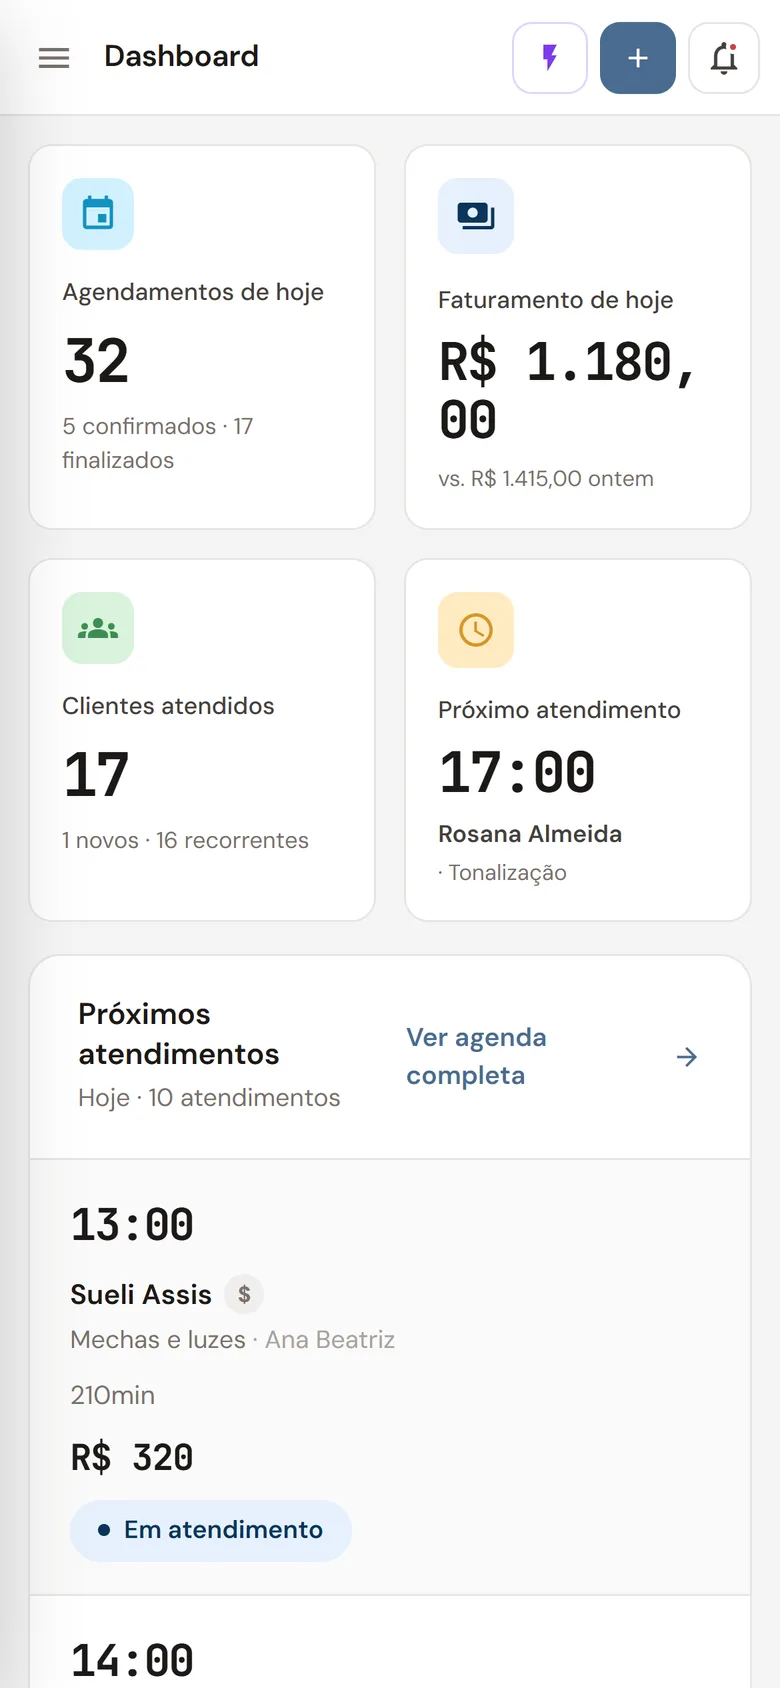 Dashboard
Agendamentos de hoje
32
5 confirmados · 17
finalizados
Faturamento de hoje
R$ 1.180,
00
vs. R$ 1.415,00 ontem
Clientes atendidos
17
1 novos · 16 recorrentes
Próximo atendimento
17:00
Rosana Almeida
· Tonalização
Próximos
atendimentos
Hoje · 10 atendimentos
Ver agenda
completa
13:00
Sueli Assis $
Mechas e luzes · Ana Beatriz
210min
R$ 320
Em atendimento
14:00